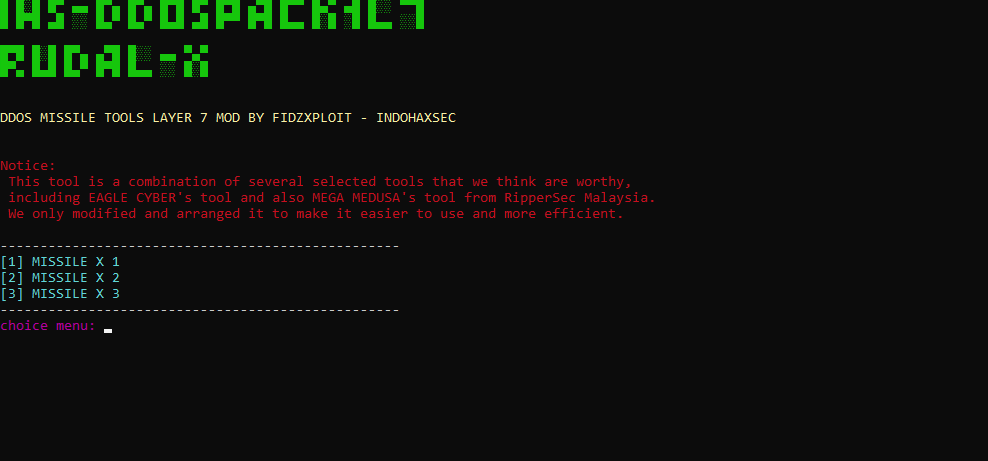 IHS-DDOSPACK1L7
RUDAL-X
DDOS MISSILE TOOLS LAYER 7 MOD BY FIDZXPLOIT - INDOHAXSEC
Notice:
This tool is a combination of several selected tools that we think are worthy,
including EAGLE CYBER's tool and also MEGA MEDUSA's tool from RipperSec Malaysia.
We only modified and arranged it to make it easier to use and more efficient.
--------------------------------------------------
[1] MISSILE X 1
[2] MISSILE X 2
[3] MISSILE X 3
--------------------------------------------------
choice menu: